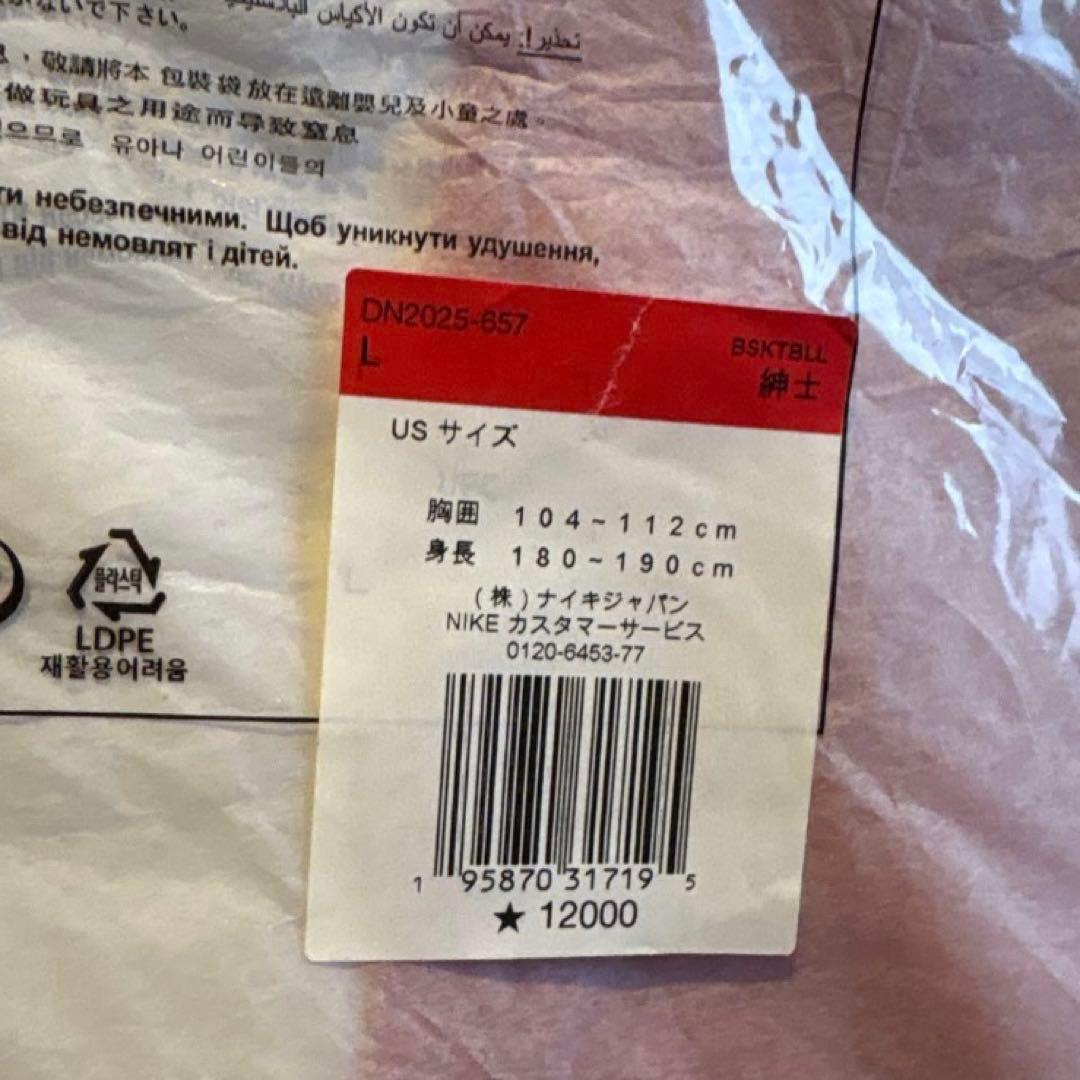 ないで下さい。
تحذير!: يمكن أن تكون الأكياس البلاستيكية
，敬請將本 包裝袋 放在遠離嬰兒及小童之處。
做玩具之用途而导致窒息
으므로 유아나 어린이들의
ти небезпечними. Щоб уникнути удушення,
від немовлят і дітей.
DN2025-657
L
BSKTBLL
紳士
US サイズ
胸囲 104~112cm
身長 180~190cm
(株)ナイキジャパン
NIKE カスタマーサービス
0120-6453-77
플라스틱
LDPE
재활용어려움
1 95870 31719 5
★ 12000